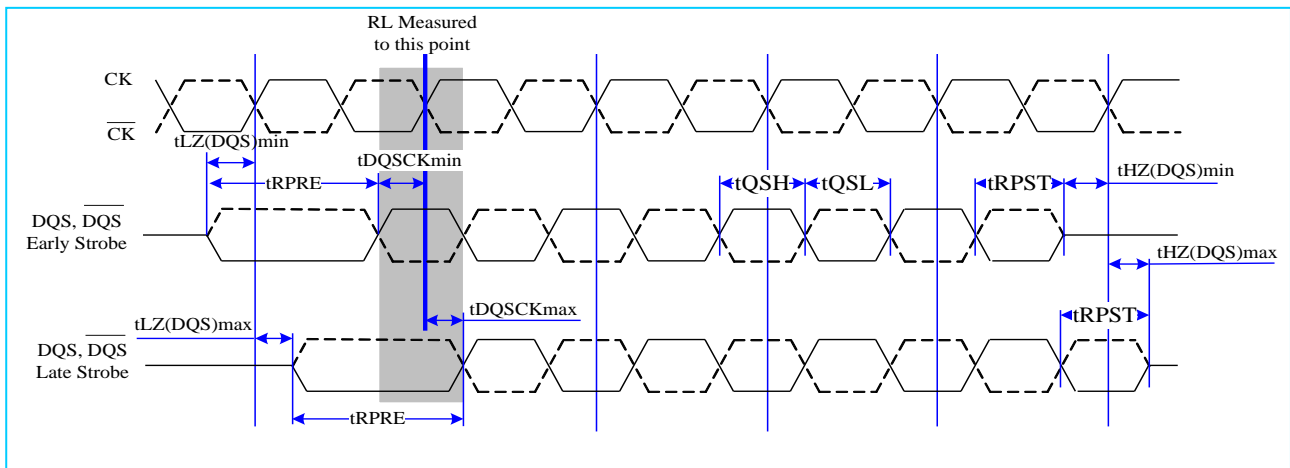 RL Measured
to this point
CK
CK
tLZ(DQS)min
tDQSCKmin
tRPRE
tQSH
tQSL
tRPST
tHZ(DQS)min
DQS, DQS
Early Strobe
tHZ(DQS)max
tDQSCKmax
tLZ(DQS)max
tRPST
DQS, DQS
Late Strobe
tRPRE